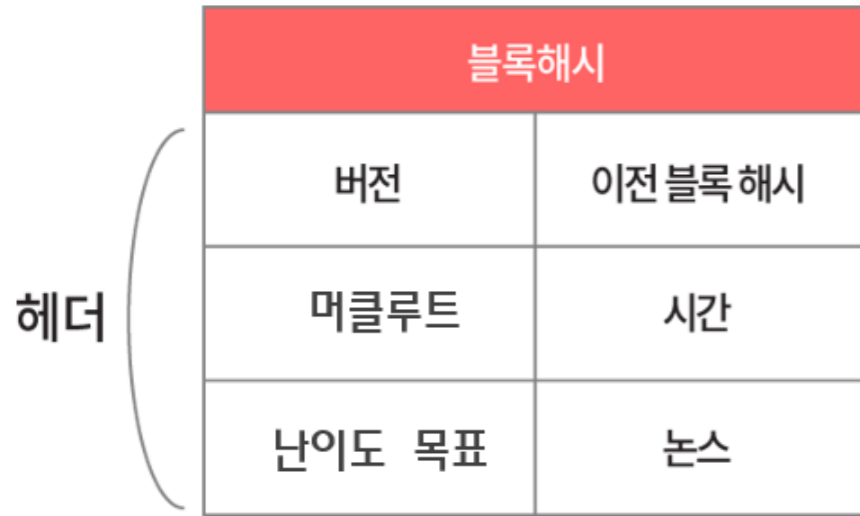 블록해시
버전
이전 블록 해시
헤더
머클루트
시간
난이도 목표
논스